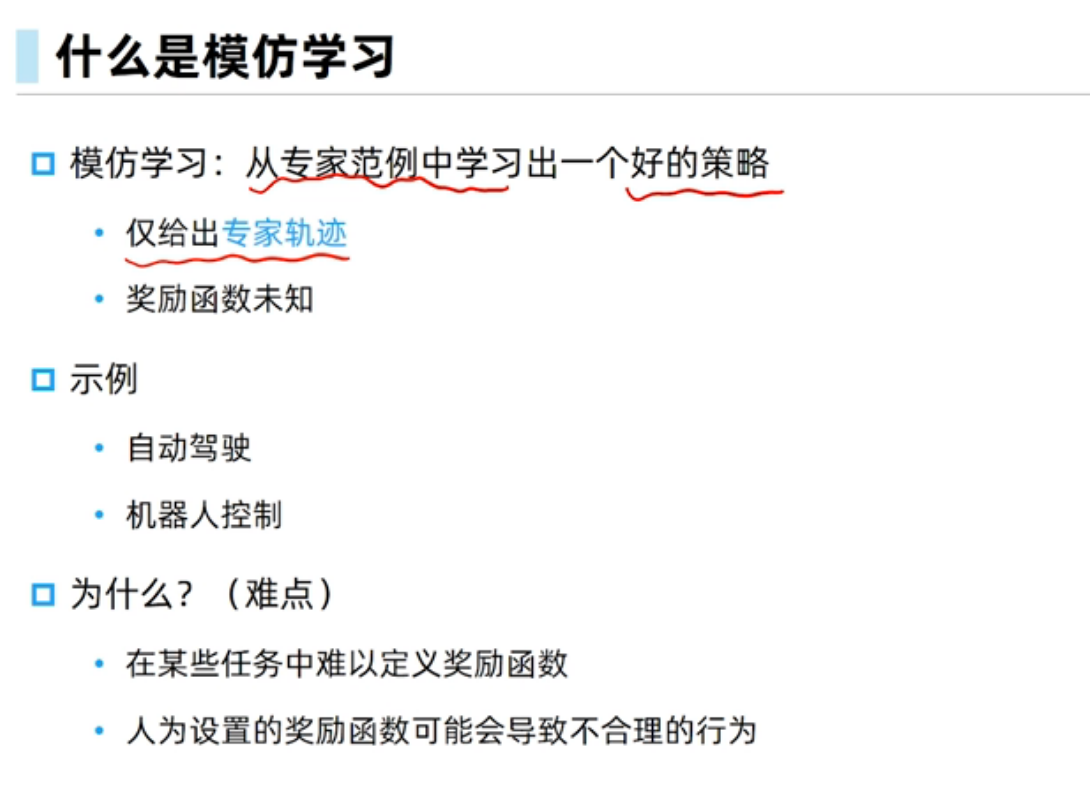 什么是模仿学习
模仿学习：从专家范例中学习出一个好的策略
• 仅给出专家轨迹
• 奖励函数未知
示例
• 自动驾驶
• 机器人控制
为什么？（难点）
• 在某些任务中难以定义奖励函数
• 人为设置的奖励函数可能会导致不合理的行为